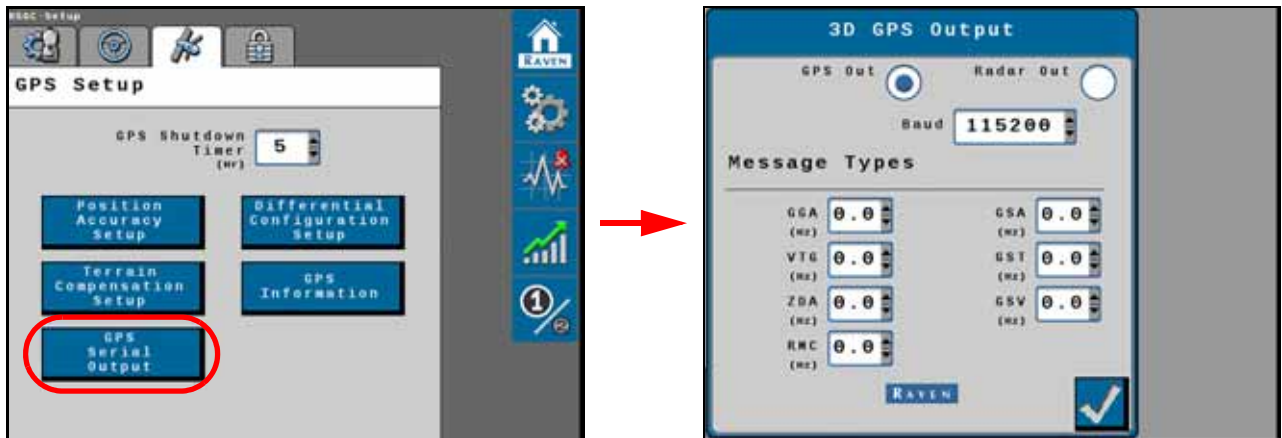 RSGC-Setup
GPS Setup
GPS Shutdown
Timer
(Hr)
5
Position
Accuracy
Setup
Differential
Configuration
Setup
Terrain
Compensation
Setup
GPS
Information
GPS
Serial
Output
RAVEN
1/2
3D GPS Output
GPS Out
Radar Out
Baud
115200
Message Types
GGA
(Hz)
0.0
GSA
(Hz)
0.0
VTG
(Hz)
0.0
GST
(Hz)
0.0
ZDA
(Hz)
0.0
GSV
(Hz)
0.0
RMC
(Hz)
0.0
RAVEN